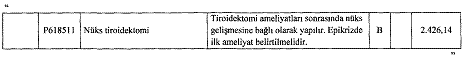 P618511 Nüks tiroidektomi Tiroidektomi ameliyatları sonrasında nüks
gelişmesine bağlı olarak yapılır. Epikrizde
ilk ameliyat belirtilmelidir. B 2.426,14